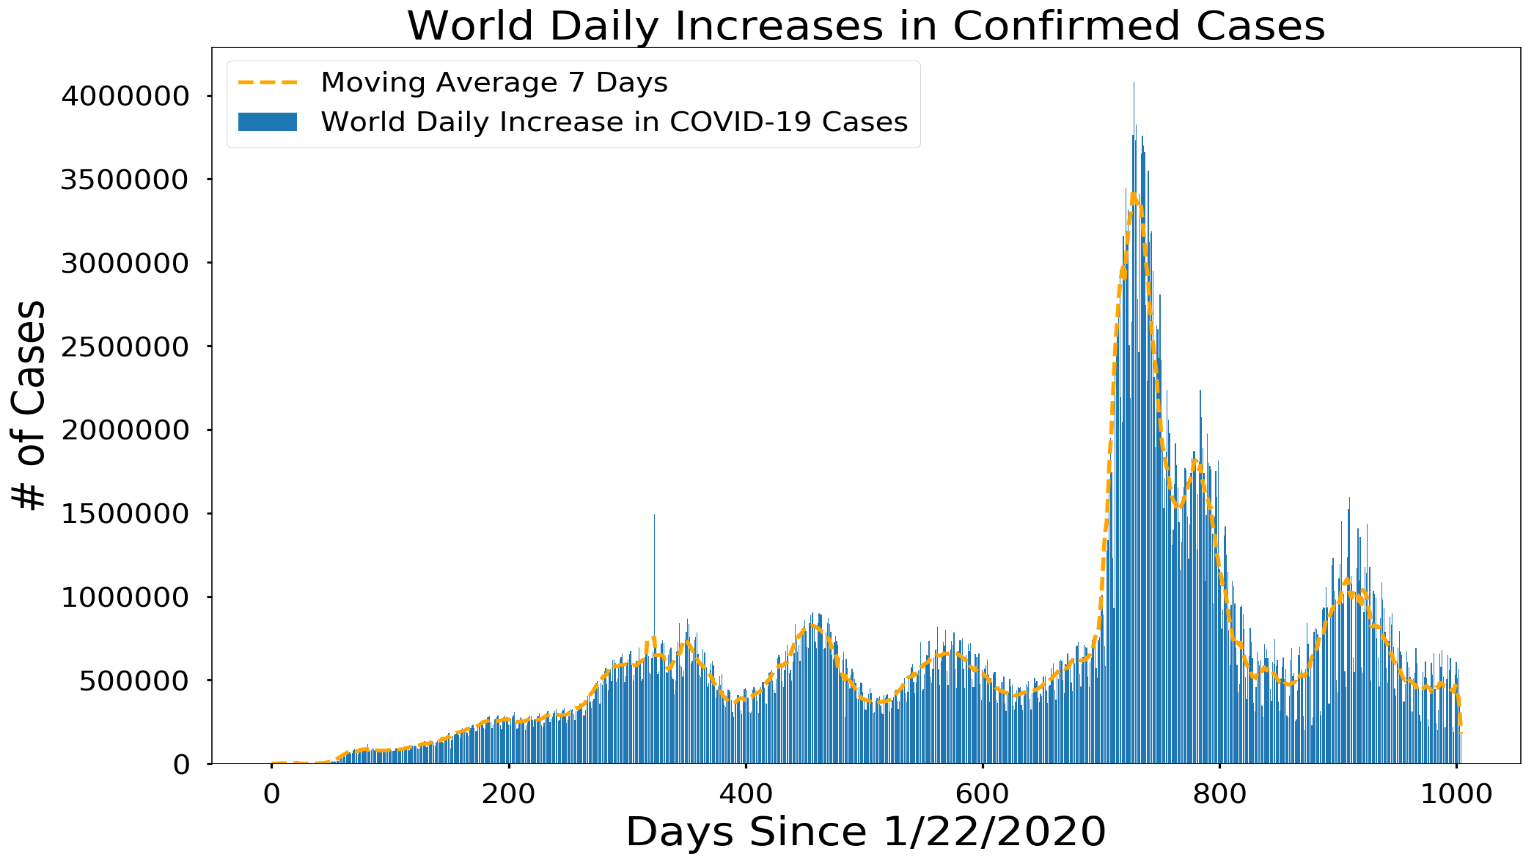 World Daily Increases in Confirmed Cases
Moving Average 7 Days
World Daily Increase in COVID-19 Cases
# of Cases
4000000
3500000
3000000
2500000
2000000
1500000
1000000
500000
0
0 200 400 600 800 1000
Days Since 1/22/2020